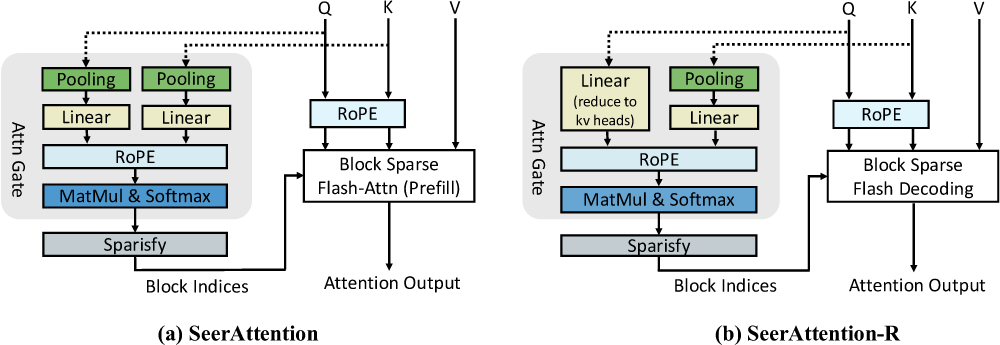 Q K V
Pooling Pooling
Linear Linear
RoPE
RoPE
MatMul & Softmax
Attn Gate
Block Sparse
Flash-Attn (Prefill)
Sparisfy
Block Indices
Attention Output
(a) SeerAttention
Q K V
Linear
(reduce to
kv heads)
Pooling
Linear
RoPE
RoPE
MatMul & Softmax
Attn Gate
Block Sparse
Flash Decoding
Sparisfy
Block Indices
Attention Output
(b) SeerAttention-R